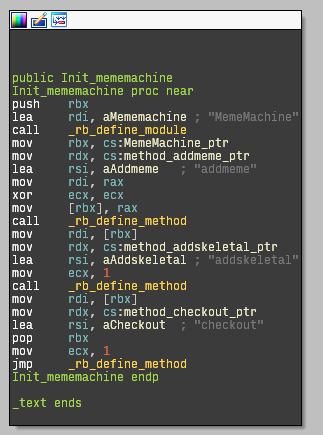 public Init_mememachine
Init_mememachine proc near
push rbx
lea rdi, aMememachine ; "MemeMachine"
call _rb_define_module
mov rbx, cs:MemeMachine_ptr
mov rdx, cs:method_addmeme_ptr
lea rsi, aAddmeme ; "addmeme"
mov rdi, rax
xor ecx, ecx
mov [rbx], rax
call _rb_define_method
mov rdi, [rbx]
mov rdx, cs:method_addskeletal_ptr
lea rsi, aAddskeletal ; "addskeletal"
mov ecx, 1
call _rb_define_method
mov rdi, [rbx]
mov rdx, cs:method_checkout_ptr
lea rsi, aCheckout ; "checkout"
pop rbx
mov ecx, 1
jmp _rb_define_method
Init_mememachine endp
_text ends